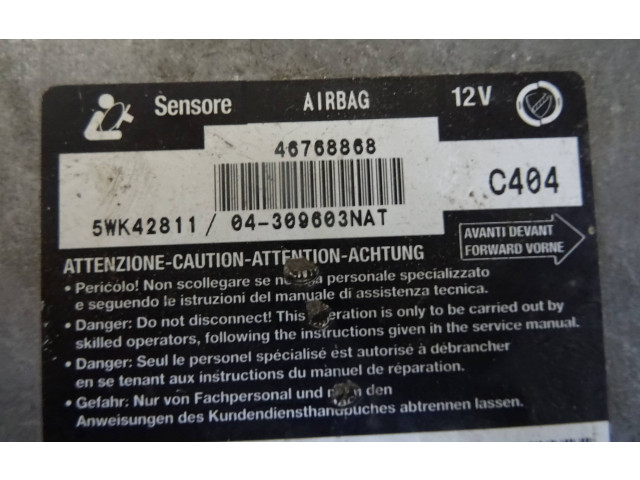 Sensore AIRBAG 12V
46768868
C404
5WK42811 / 04-309603NAT
AVANTI DEVANT
FORWARD VORNE
ATTENZIONE-CAUTION-ATTENTION-ACHTUNG
• Pericolo! Non scollegare se personale specializzato
e seguendo le istruzioni del manuale di assistenza tecnica.
• Danger: Do not disconnect! This is only to be carried out by
skilled operators, following the instructions given in the service manual.
• Danger: Seul le personel spécialisé est autorisé à débrancher
en se tenant aux instructions du manuel de réparation.
• Gefahr: Nur von Fachpersonal und den
Anweisungen des Kundendiensthandbuches abtrennen lassen.